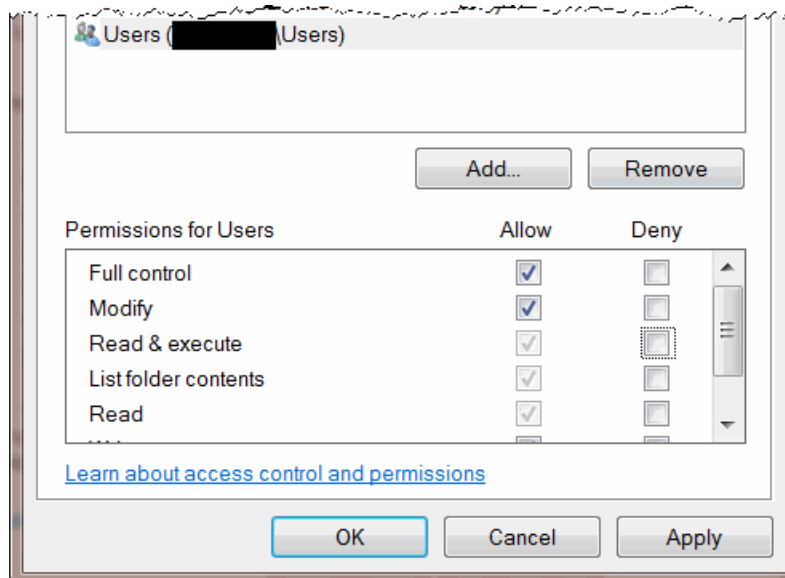 Users (\Users)
Add... Remove
Permissions for Users Allow Deny
Full control
Modify
Read & execute
List folder contents
Read
Learn about access control and permissions
OK Cancel Apply